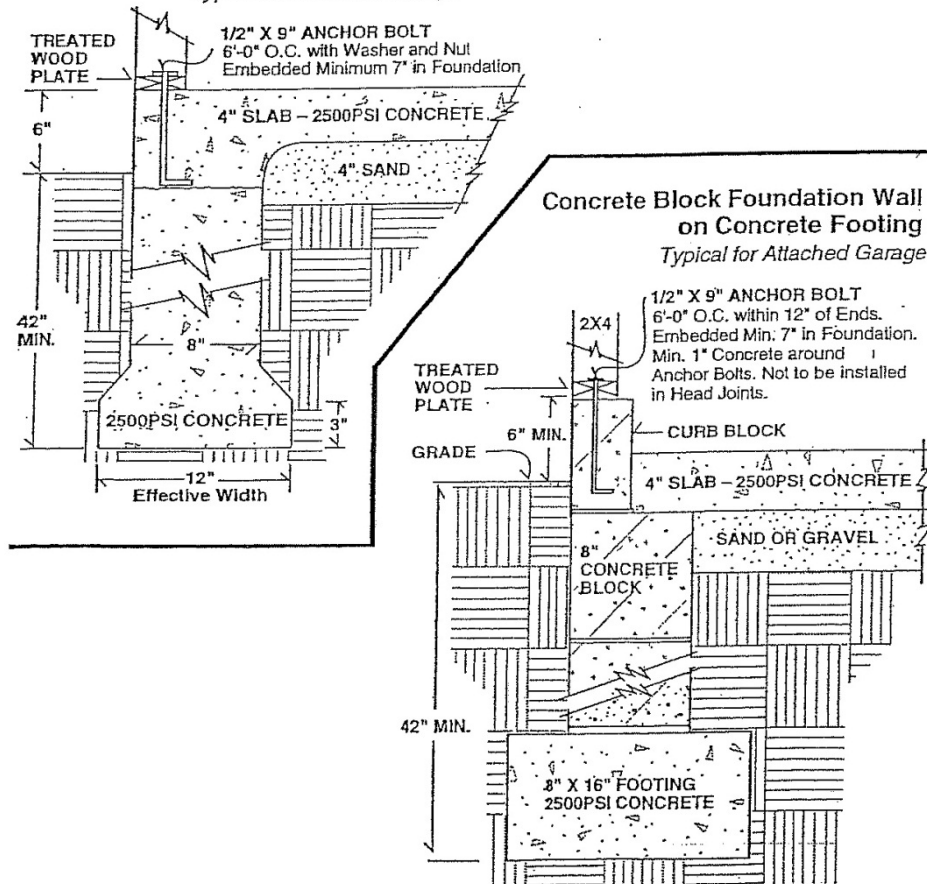 TREATED
WOOD
PLATE
1/2" X 9" ANCHOR BOLT
6'-0" O.C. with Washer and Nut
Embedded Minimum 7" in Foundation
6"
4" SLAB – 2500PSI CONCRETE
4" SAND
42"
MIN.
8"
2500PSI CONCRETE
3"
12"
Effective Width
Concrete Block Foundation Wall
on Concrete Footing
Typical for Attached Garage
1/2" X 9" ANCHOR BOLT
6'-0" O.C. within 12" of Ends.
Embedded Min. 7" in Foundation.
Min. 1" Concrete around
Anchor Bolts. Not to be installed
in Head Joints.
2X4
TREATED
WOOD
PLATE
6" MIN.
CURB BLOCK
GRADE
4" SLAB – 2500PSI CONCRETE
SAND OR GRAVEL
8"
CONCRETE
BLOCK
42" MIN.
8" X 16" FOOTING
2500PSI CONCRETE